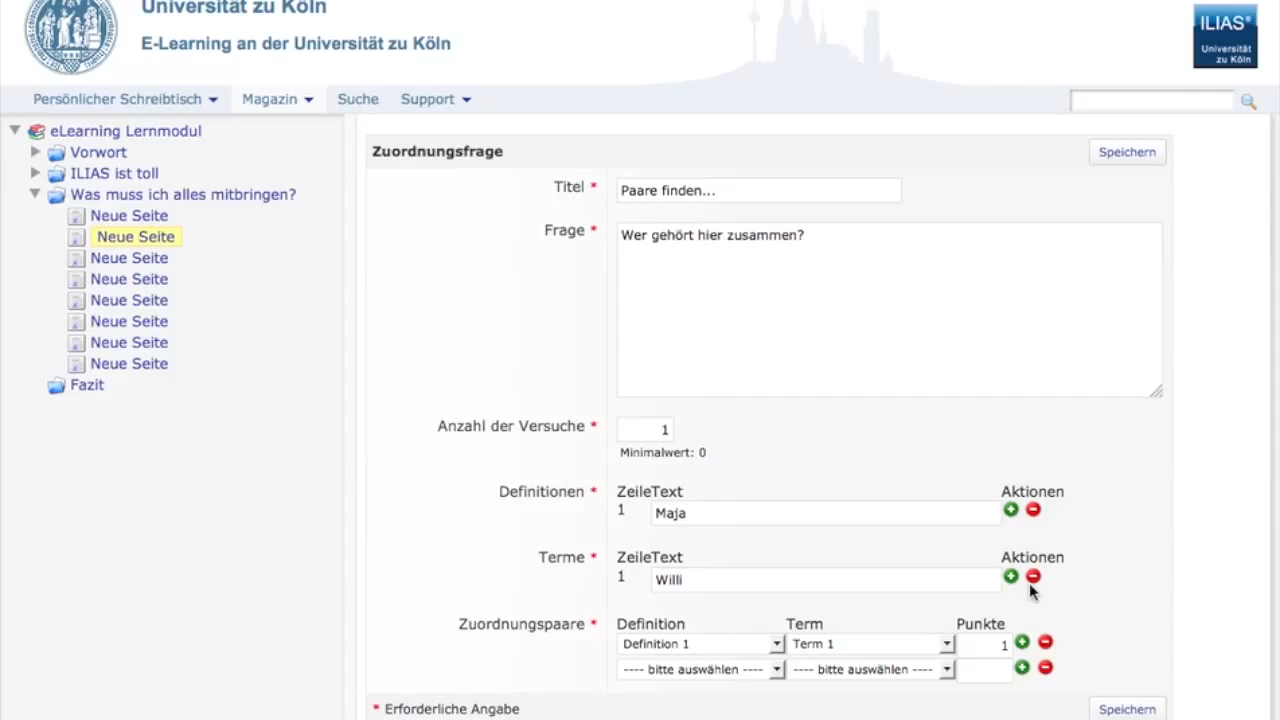 Universität zu Köln
E-Learning an der Universität zu Köln
ILIAS®
Universität
zu Köln
Persönlicher Schreibtisch Magazin Suche Support
eLearning Lernmodul
Vorwort
ILIAS ist toll
Was muss ich alles mitbringen?
Neue Seite
Neue Seite
Neue Seite
Neue Seite
Neue Seite
Neue Seite
Neue Seite
Neue Seite
Fazit
Zuordnungsfrage Speichern
Titel * Paare finden...
Frage * Wer gehört hier zusammen?
Anzahl der Versuche * 1
Minimalwert: 0
Definitionen * ZeileText Aktionen
1 Maja
Terme * ZeileText Aktionen
1 Willi
Zuordnungspaare * Definition Term Punkte
Definition 1 Term 1 1
---- bitte auswählen ---- ---- bitte auswählen ----
* Erforderliche Angabe Speichern